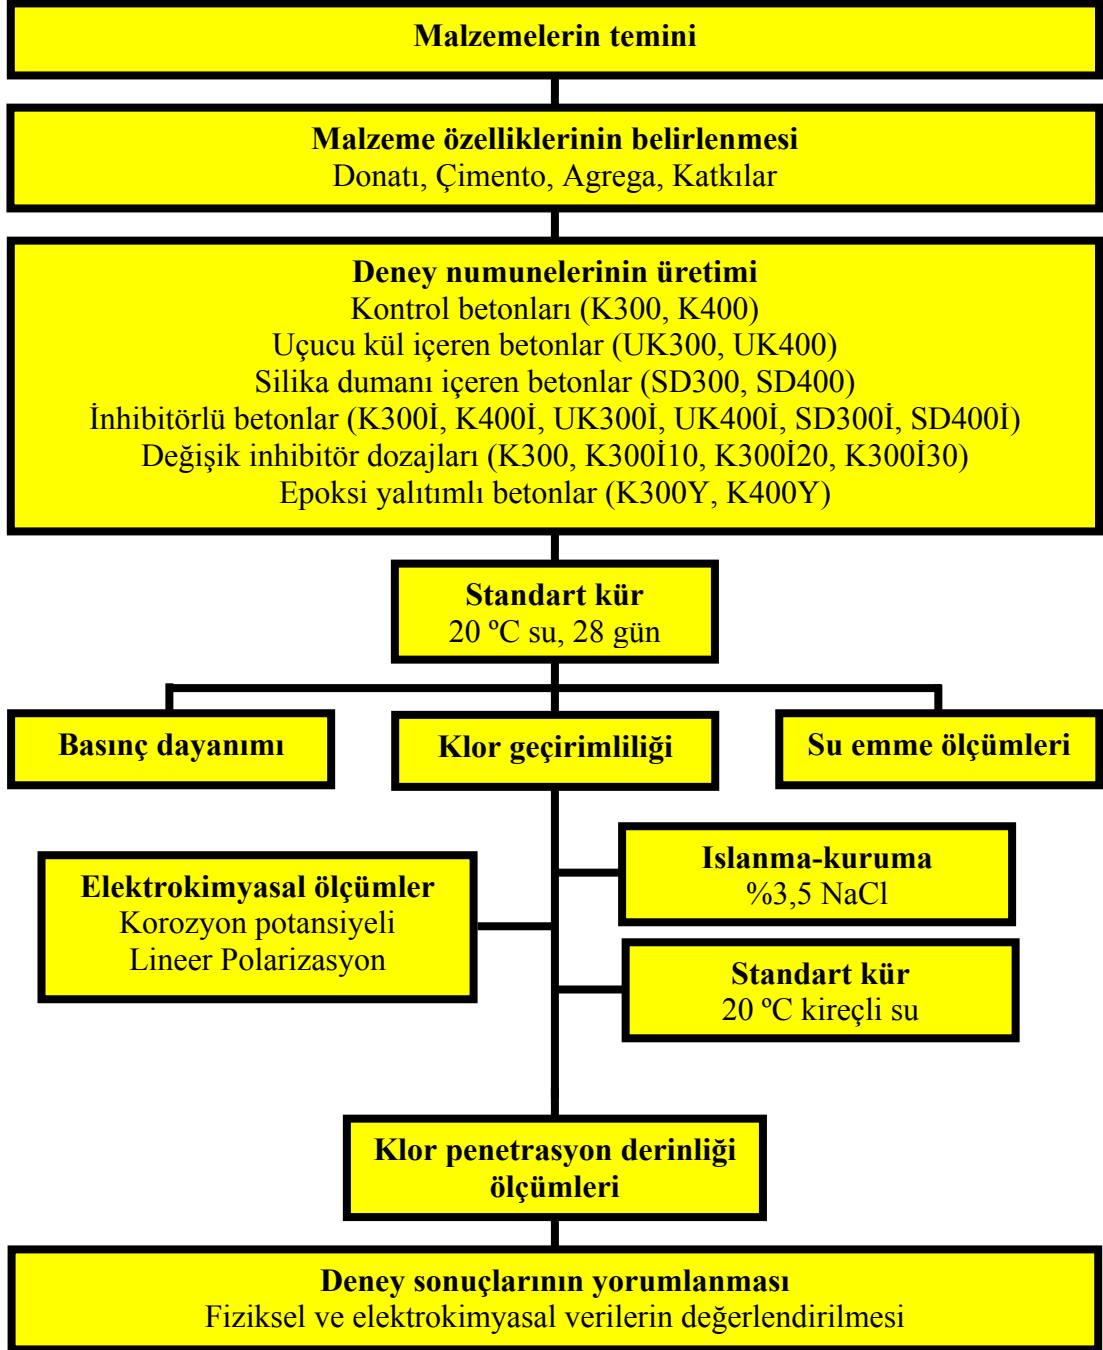 Malzemelerin temini
Malzeme özelliklerinin belirlenmesi
Donatı, Çimento, Agrega, Katkılar
Deney numunelerinin üretimi
Kontrol betonları (K300, K400)
Uçucu kül içeren betonlar (UK300, UK400)
Silika dumanı içeren betonlar (SD300, SD400)
İnhibitörlü betonlar (K300İ, K400İ, UK300İ, UK400İ, SD300İ, SD400İ)
Değişik inhibitör dozajları (K300, K300İ10, K300İ20, K300İ30)
Epoksi yalıtımlı betonlar (K300Y, K400Y)
Standart kür
20 ºC su, 28 gün
Basınç dayanımı
Klor geçirimliliği
Su emme ölçümleri
Islanma-kuruma
%3,5 NaCl
Elektrokimyasal ölçümler
Korozyon potansiyeli
Lineer Polarizasyon
Standart kür
20 ºC kireçli su
Klor penetrasyon derinliği
ölçümleri
Deney sonuçlarının yorumlanması
Fiziksel ve elektrokimyasal verilerin değerlendirilmesi